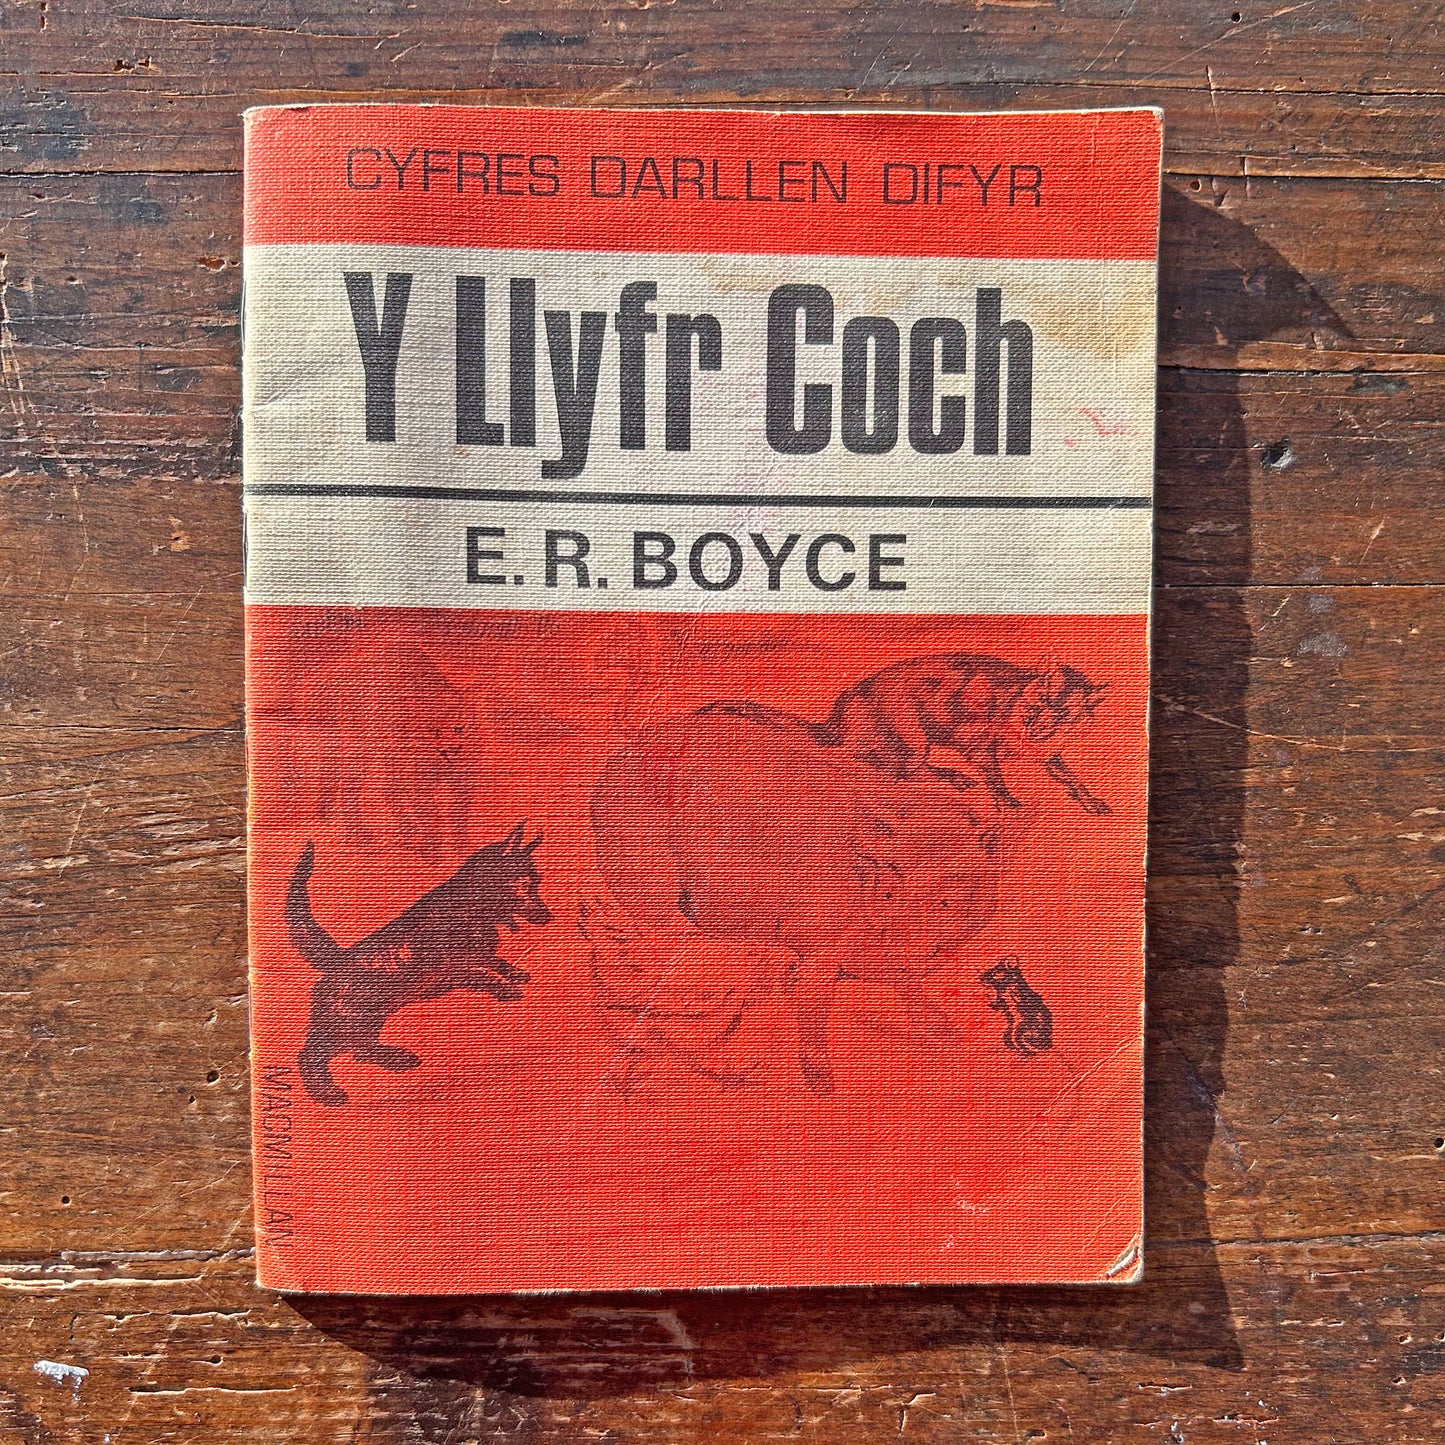 CYFRES DARLLEN DIFYR
Y Llyfr Coch
E. R. BOYCE
MACMILLAN